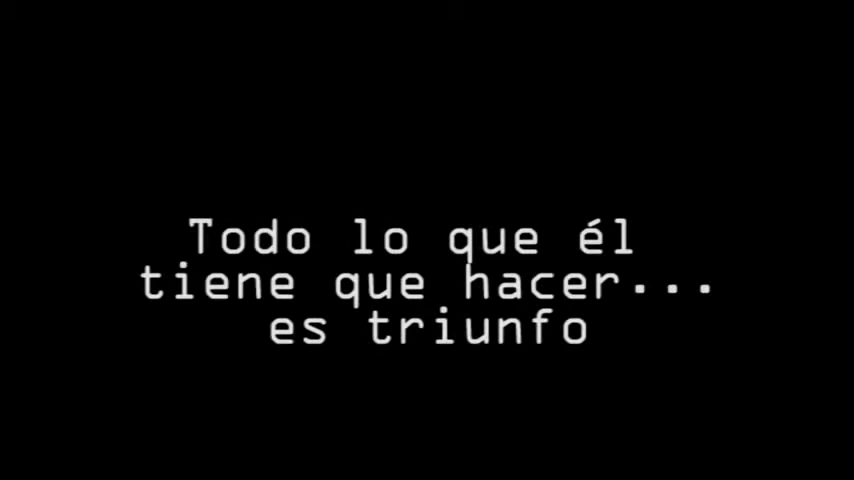 Todo lo que él
tiene que hacer...
es triunfo